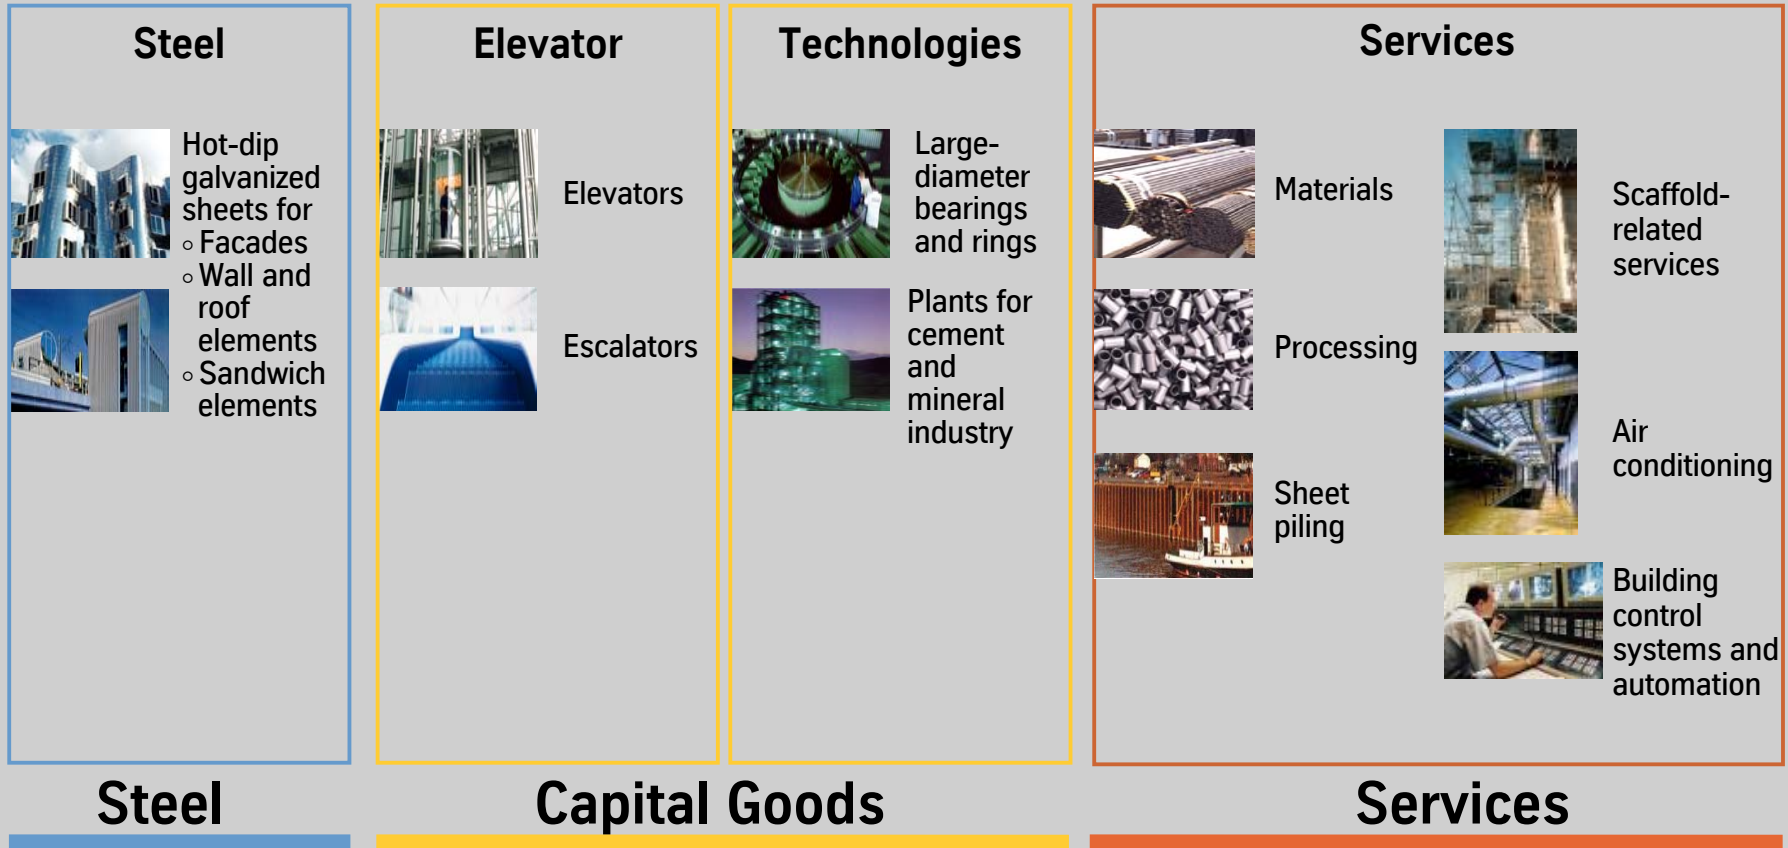 Steel
Hot-dip
galvanized
sheets for
○ Facades
○ Wall and
roof
elements
○ Sandwich
elements
Elevator
Elevators
Escalators
Technologies
Large-
diameter
bearings
and rings
Plants for
cement
and
mineral
industry
Services
Materials
Processing
Sheet
piling
Scaffold-
related
services
Air
conditioning
Building
control
systems and
automation
Steel
Capital Goods
Services